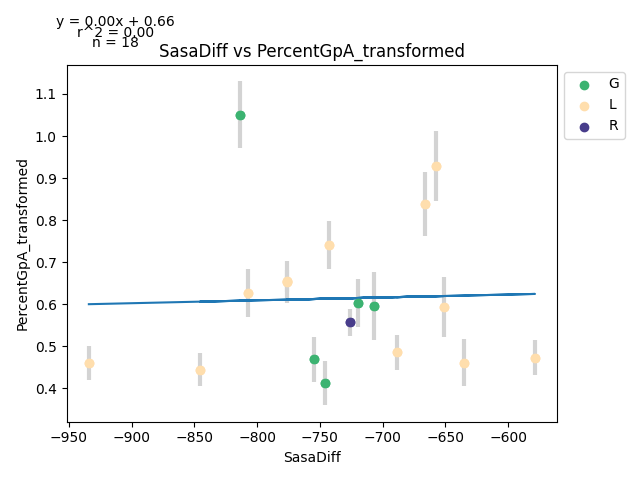 y = 0.00x + 0.66
r^2 = 0.00
n = 18
SasaDiff vs PercentGpA_transformed
G
L
R
PercentGpA_transformed
1.1
1.0
0.9
0.8
0.7
0.6
0.5
0.4
−950 −900 −850 −800 −750 −700 −650 −600
SasaDiff